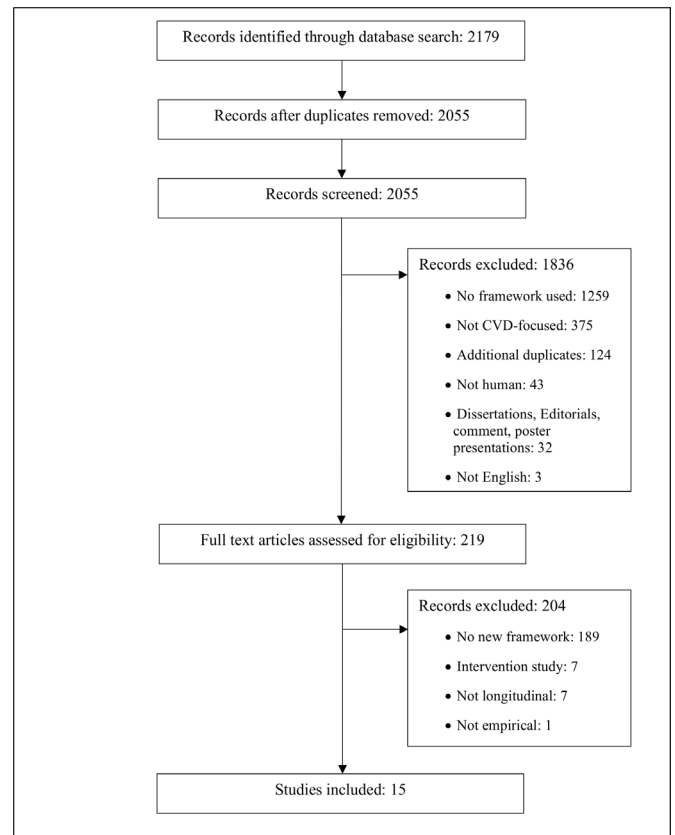 Records identified through database search: 2179
Records after duplicates removed: 2055
Records screened: 2055
Records excluded: 1836
• No framework used: 1259
• Not CVD-focused: 375
• Additional duplicates: 124
• Not human: 43
• Dissertations, Editorials,
comment, poster
presentations: 32
• Not English: 3
Full text articles assessed for eligibility: 219
Records excluded: 204
• No new framework: 189
• Intervention study: 7
• Not longitudinal: 7
• Not empirical: 1
Studies included: 15